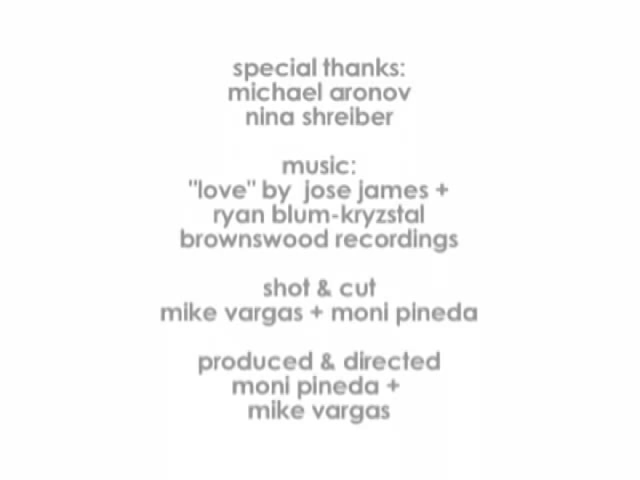 special thanks:
michael aronov
nina shreiber
music:
"love" by jose james +
ryan blum-kryzstal
brownswood recordings
shot & cut
mike vargas + moni pineda
produced & directed
moni pineda +
mike vargas